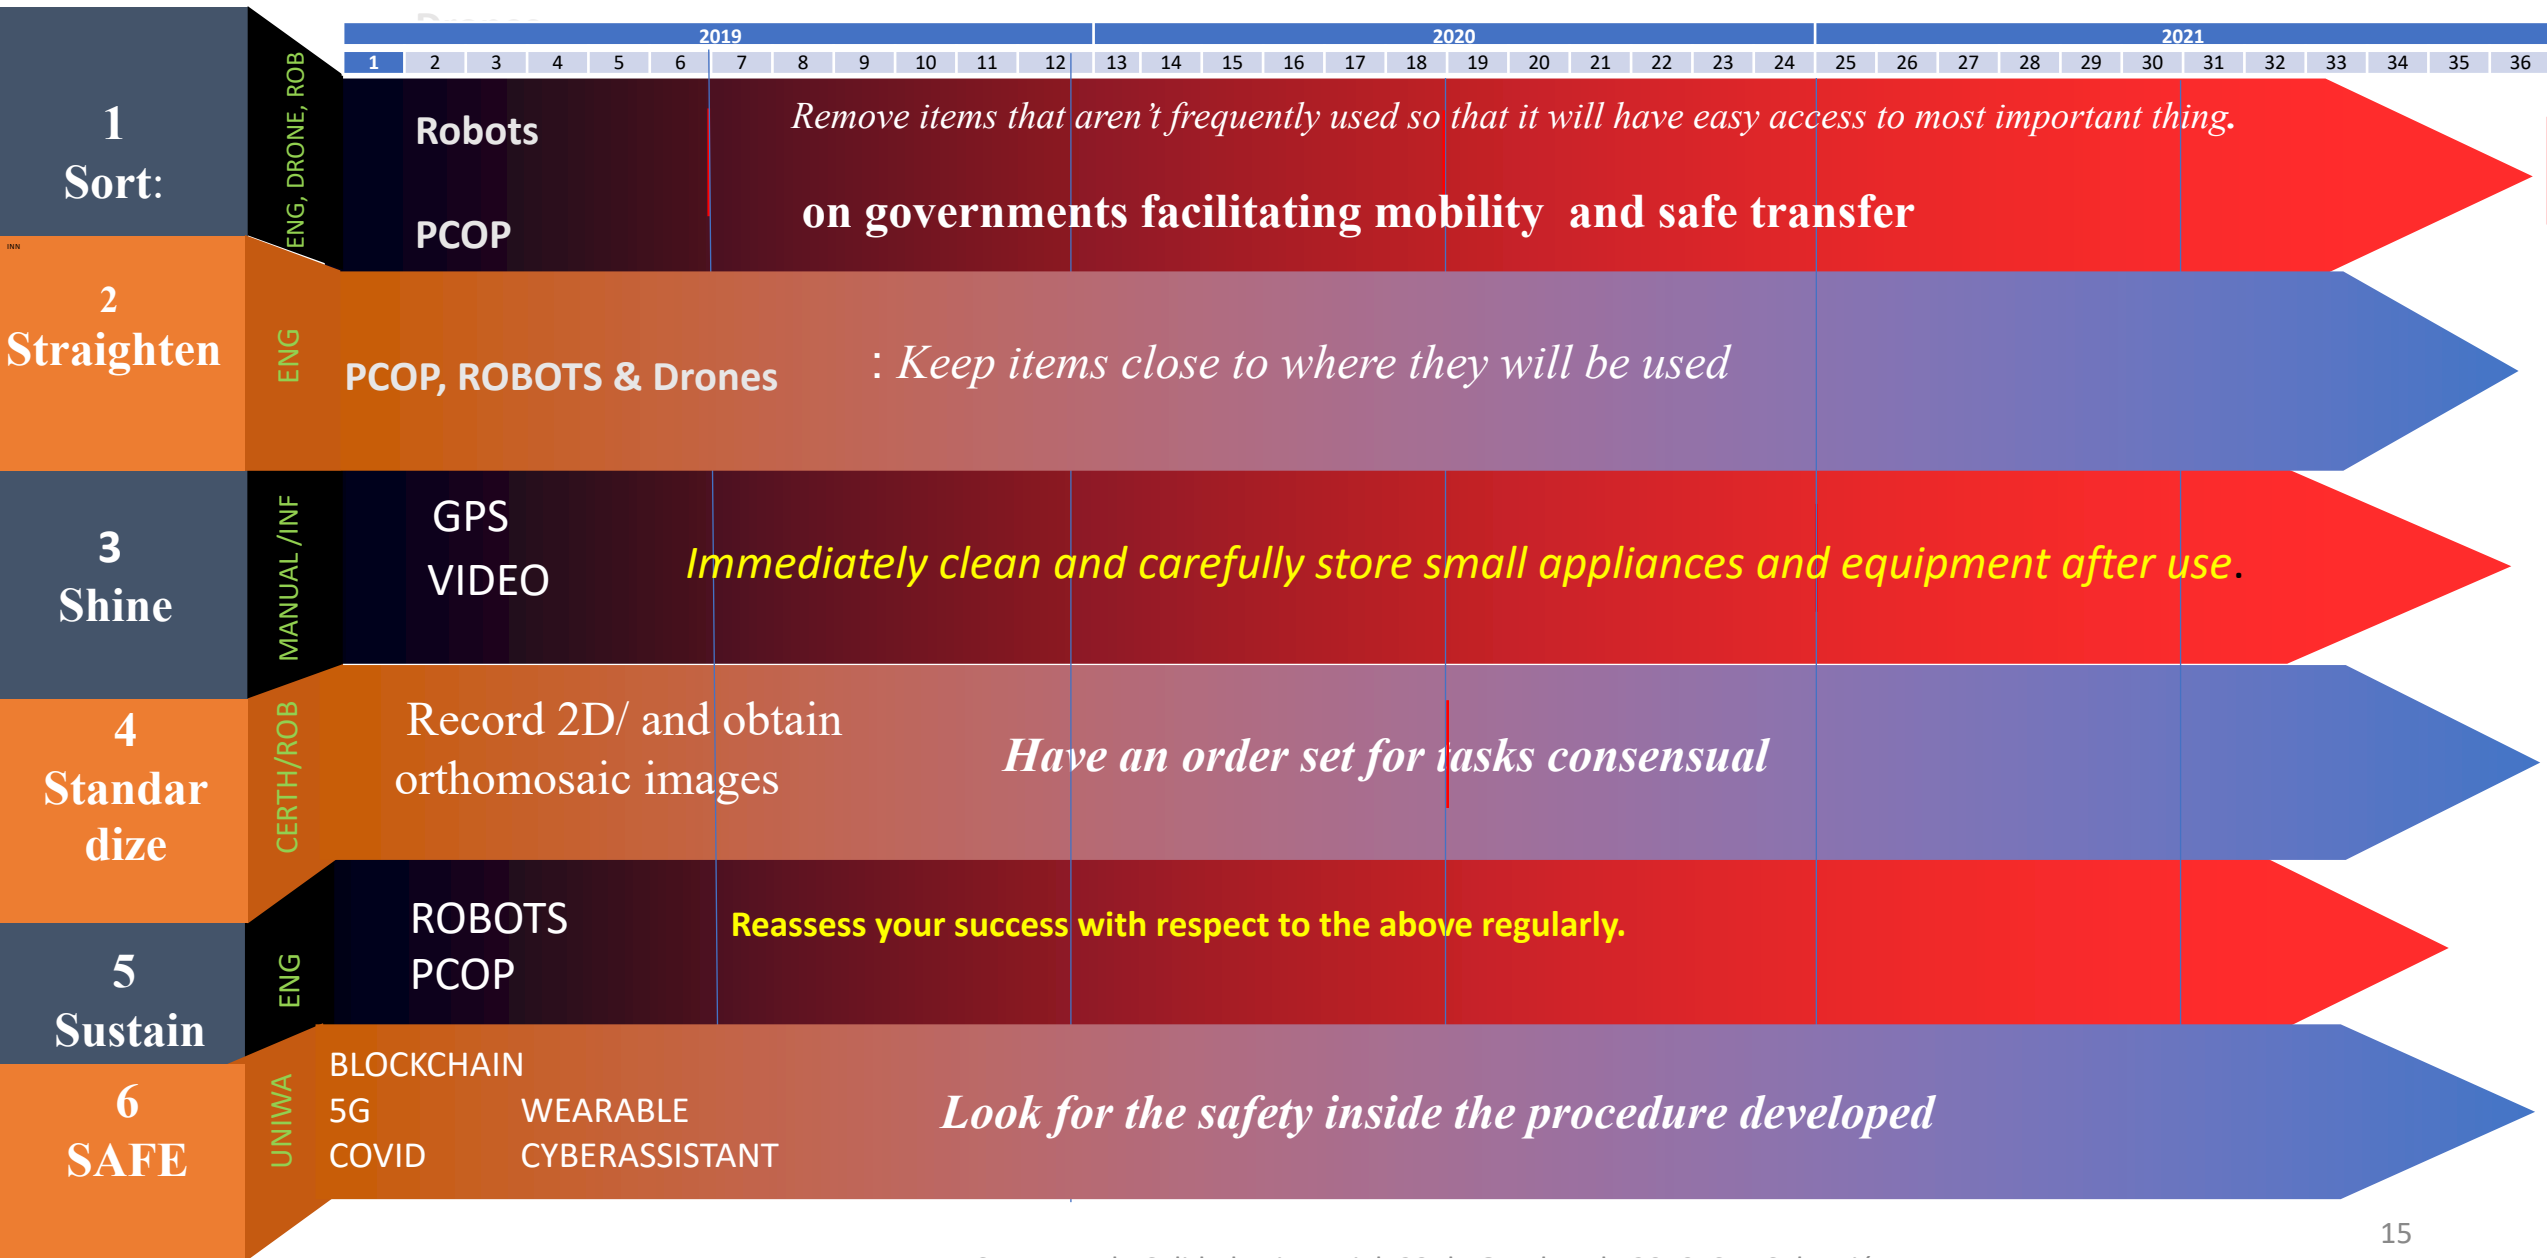 2019 2020 2021
1 2 3 4 5 6 7 8 9 10 11 12 13 14 15 16 17 18 19 20 21 22 23 24 25 26 27 28 29 30 31 32 33 34 35 36
1
Sort:
ENG, DRONE, ROB
Robots
PCOP
Remove items that aren't frequently used so that it will have easy access to most important thing.
on governments facilitating mobility and safe transfer
INN
2
Straighten
ENG
PCOP, ROBOTS & Drones
: Keep items close to where they will be used
3
Shine
MANUAL /INF
GPS
VIDEO
Immediately clean and carefully store small appliances and equipment after use.
4
Standar
dize
CERTH/ROB
Record 2D/ and obtain
orthomosaic images
Have an order set for tasks consensual
5
Sustain
ENG
ROBOTS
PCOP
Reassess your success with respect to the above regularly.
6
SAFE
UNIWA
BLOCKCHAIN
5G WEARABLE
COVID CYBERASSISTANT
Look for the safety inside the procedure developed
15